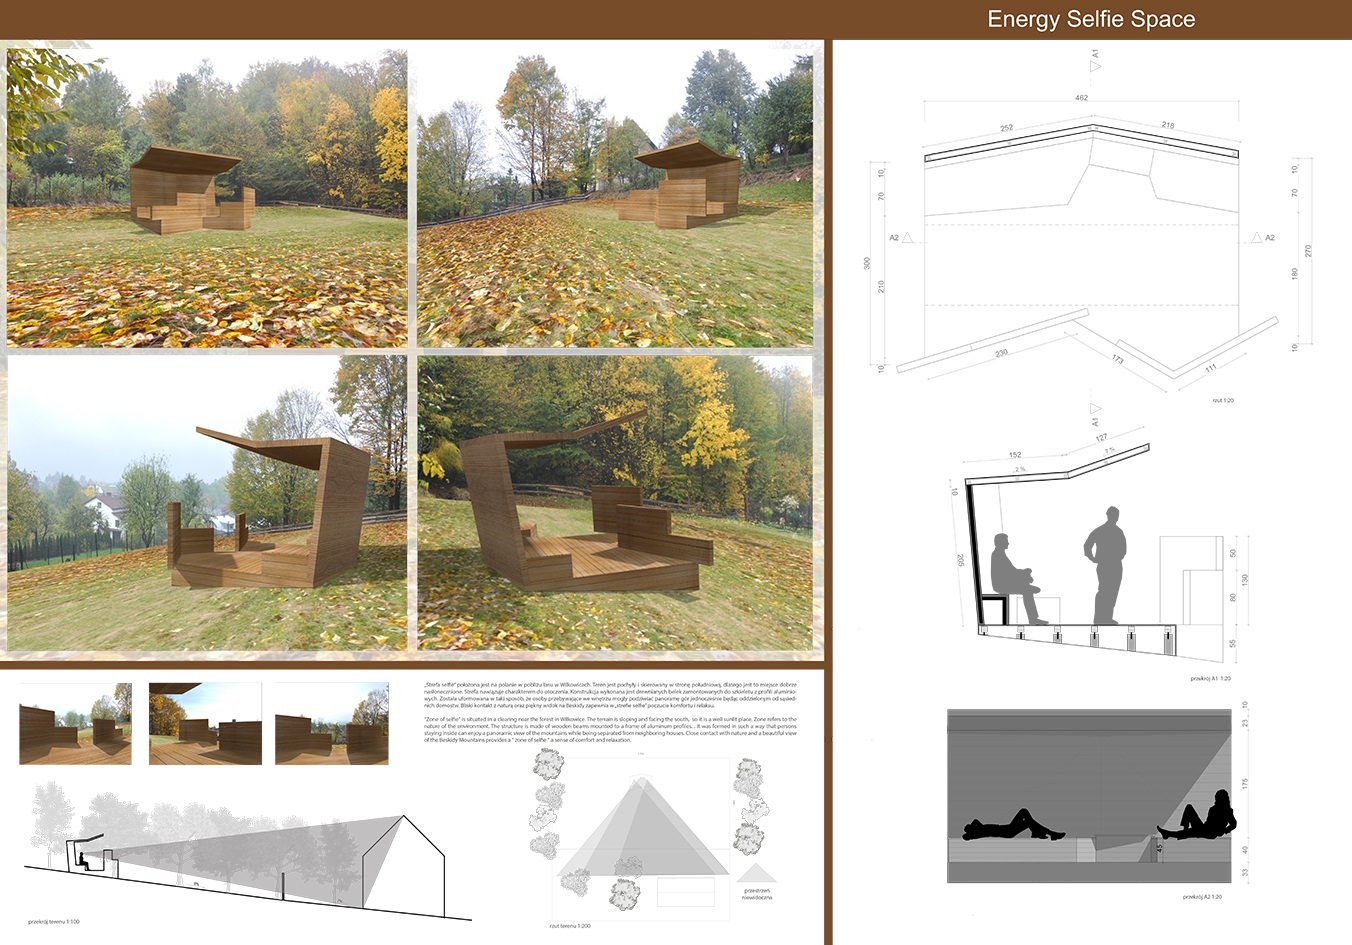 Energy Selfie Space
„Strefa selfie" położona jest na polanie w pobliżu lasu w Wilkowicach. Teren jest pochyły i skierowany w stronę południową, dlatego jest to miejsce dobrze
nasłonecznione. Strefa nawiązuje charakterem do otoczenia. Konstrukcja wykonana jest drewnianych belek zamontowanych do szkieletu z profili aluminio-
wych. Została uformowana w taki sposób, że osoby przebywające we wnętrzu mogły podziwiać panoramę gór jednocześnie będąc oddzielonym od sąsied-
nich domostw. Bliski kontakt z naturą oraz piękny widok na Beskidy zapewnia w „strefie selfie" poczucie komfortu i relaksu.
"Zone of selfie" is situated in a clearing near the forest in Wilkowice. The terrain is sloping and facing the south, so it is a well sunlit place. Zone refers to the
nature of the environment. The structure is made of wooden beams mounted to a frame of aluminum profiles... It was formed in such a way that persons
staying inside can enjoy a panoramic view of the mountains while being separated from neighboring houses. Close contact with nature and a beautiful view
of the Beskidy Mountains provides a " zone of selfie " a sense of comfort and relaxation.
przekrój terenu 1:100
przestrzeń
niewidoczna
rzut terenu 1:200
A1
462
252
218
10
70
10
70
A2
A2
300
210
180
270
10
10
230
173
111
rzut 1:20
A1
127
152
7 %
2 %
10
205
50
130
80
55
przekrój A1 1:20
10
25
175
45
40
33
przekrój A2 1:20